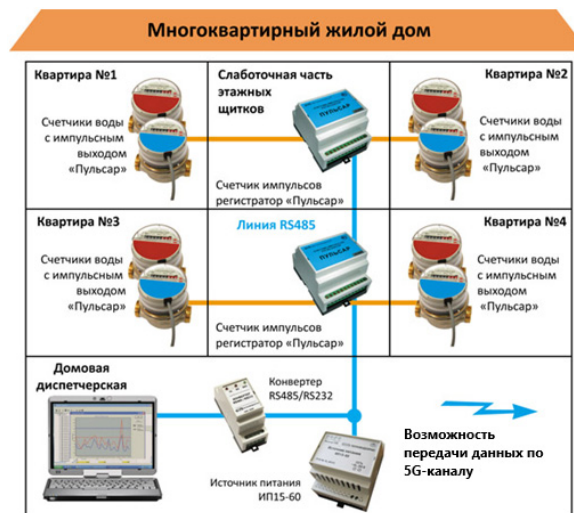 Многоквартирный жилой дом
Квартира №1
Счетчики воды
с импульсным
выходом
«Пульсар»
Слаботочная часть
этажных
щитков
ПУЛЬСАР
Счетчик импульсов
регистратор «Пульсар»
Квартира №2
Счетчики воды
с импульсным
выходом
«Пульсар»
Квартира №3
Счетчики воды
с импульсным
выходом
«Пульсар»
Линия RS485
ПУЛЬСАР
Счетчик импульсов
регистратор «Пульсар»
Квартира №4
Счетчики воды
с импульсным
выходом
«Пульсар»
Домовая
диспетчерская
Конвертер
RS485/RS232
Источник питания
ИП15-60
Возможность
передачи данных по
5G-каналу